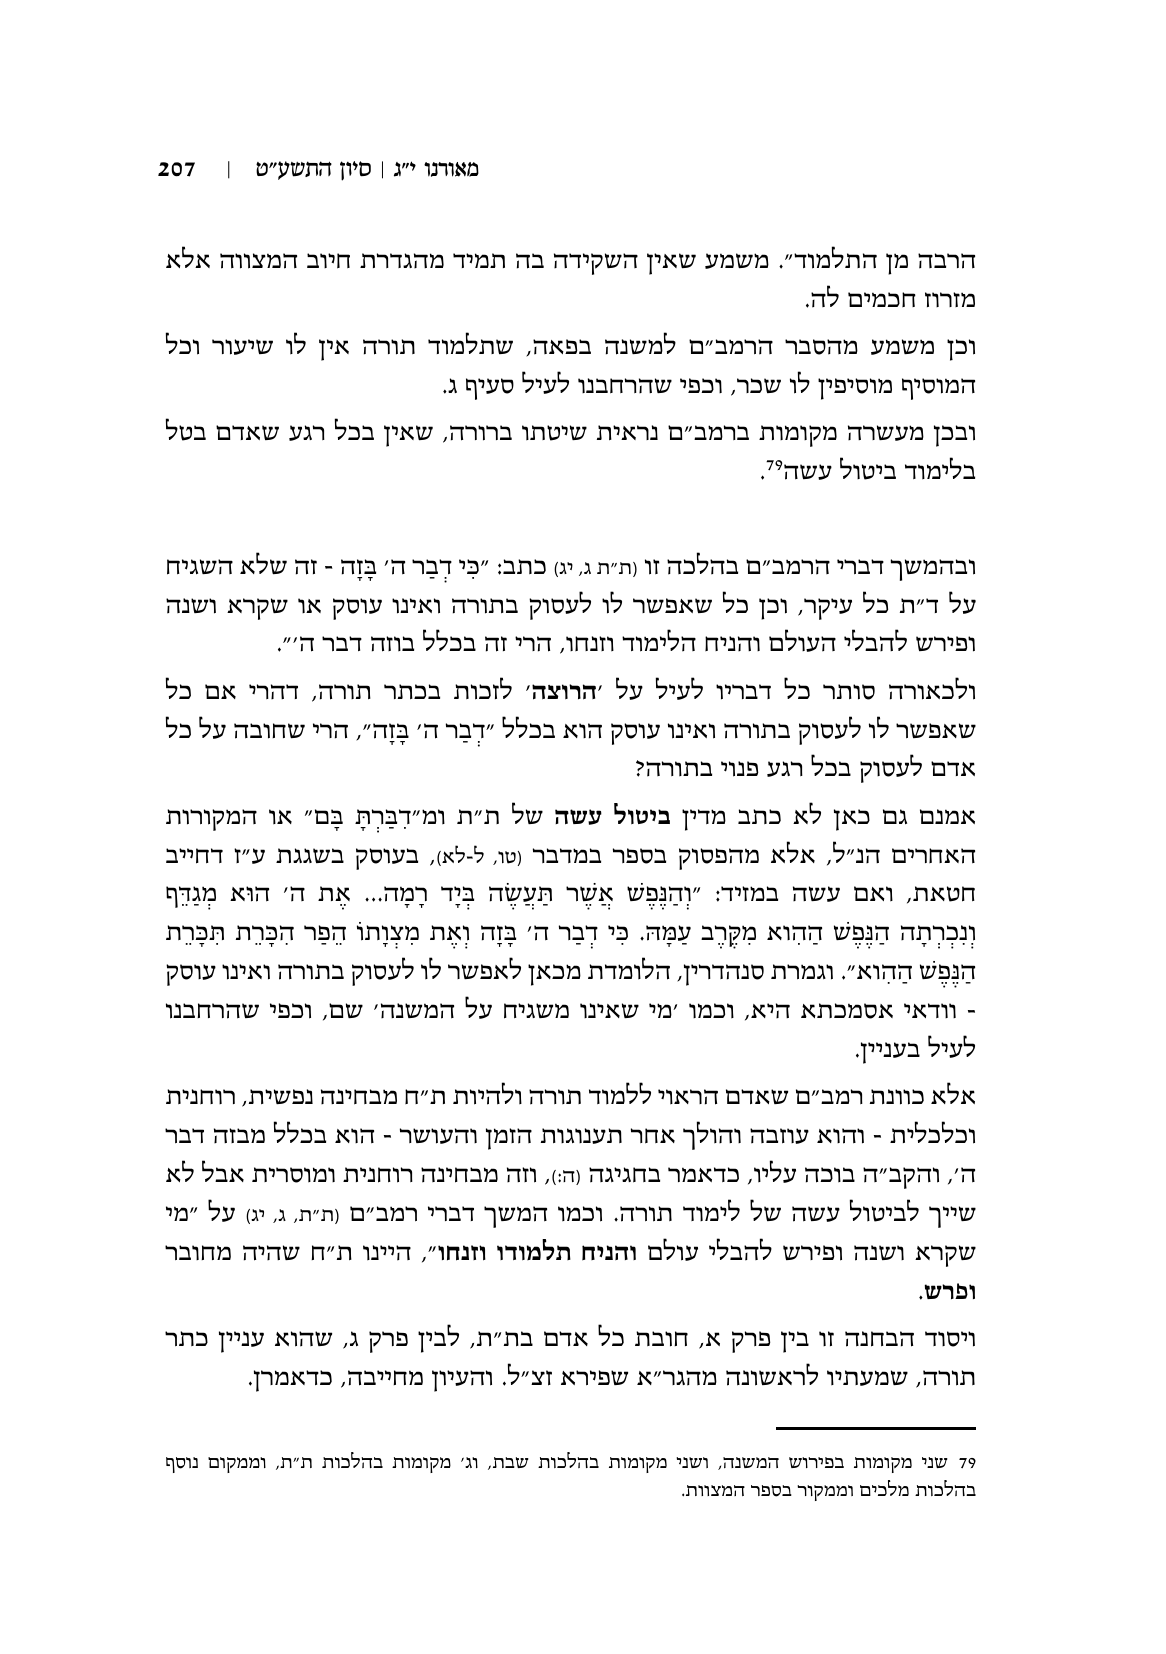 מאורנו י״ג | סיון התשע״ט | 207
הרבה מן התלמוד״. משמע שאין השקידה בה תמיד מהגדרת חיוב המצווה אלא
מזרוז חכמים לה.
וכן משמע מהסבר הרמב״ם למשנה בפאה, שתלמוד תורה אין לו שיעור וכל
המוסיף מוסיפין לו שכר, וכפי שהרחבנו לעיל סעיף ג.
ובכן מעשרה מקומות ברמב״ם נראית שיטתו ברורה, שאין בכל רגע שאדם בטל
בלימוד ביטול עשה79.
ובהמשך דברי הרמב״ם בהלכה זו (ת״ת ג, יג) כתב: ״כִּי דְבַר ה׳ בָּזָה - זה שלא השגיח
על ד״ת כל עיקר, וכן כל שאפשר לו לעסוק בתורה ואינו עוסק או שקרא ושנה
ופירש להבלי העולם והניח הלימוד וזנחו, הרי זה בכלל בוזה דבר ה׳״.
ולכאורה סותר כל דבריו לעיל על ׳הרוצה׳ לזכות בכתר תורה, דהרי אם כל
שאפשר לו לעסוק בתורה ואינו עוסק הוא בכלל ״דְבַר ה׳ בָּזָה״, הרי שחובה על כל
אדם לעסוק בכל רגע פנוי בתורה?
אמנם גם כאן לא כתב מדין ביטול עשה של ת״ת ומ״דִבַּרְתָּ בָּם״ או המקורות
האחרים הנ״ל, אלא מהפסוק בספר במדבר (טו, ל-לא), בעוסק בשגגת ע״ז דחייב
חטאת, ואם עשה במזיד: ״וְהַנֶּפֶשׁ אֲשֶׁר תַּעֲשֶׂה בְּיָד רָמָה... אֶת ה׳ הוּא מְגַדֵּף
וְנִכְרְתָה הַנֶּפֶשׁ הַהִוא מִקֶּרֶב עַמָּהּ. כִּי דְבַר ה׳ בָּזָה וְאֶת מִצְוָתוֹ הֵפַר הִכָּרֵת תִּכָּרֵת
הַנֶּפֶשׁ הַהִוא״. וגמרת סנהדרין, הלומדת מכאן לאפשר לו לעסוק בתורה ואינו עוסק
- וודאי אסמכתא היא, וכמו ׳מי שאינו משגיח על המשנה׳ שם, וכפי שהרחבנו
לעיל בעניין.
אלא כוונת רמב״ם שאדם הראוי ללמוד תורה ולהיות ת״ח מבחינה נפשית, רוחנית
וכלכלית - והוא עוזבה והולך אחר תענוגות הזמן והעושר - הוא בכלל מבזה דבר
ה׳, והקב״ה בוכה עליו, כדאמר בחגיגה (ה:), וזה מבחינה רוחנית ומוסרית אבל לא
שייך לביטול עשה של לימוד תורה. וכמו המשך דברי רמב״ם (ת״ת, ג, יג) על ״מי
שקרא ושנה ופירש להבלי עולם והניח תלמודו וזנחו״, היינו ת״ח שהיה מחובר
ופרש.
ויסוד הבחנה זו בין פרק א, חובת כל אדם בת״ת, לבין פרק ג, שהוא עניין כתר
תורה, שמעתיו לראשונה מהגר״א שפירא זצ״ל. והעיון מחייבה, כדאמרן.
79 שני מקומות בפירוש המשנה, ושני מקומות בהלכות שבת, וג׳ מקומות בהלכות ת״ת, וממקום נוסף
בהלכות מלכים וממקור בספר המצוות.